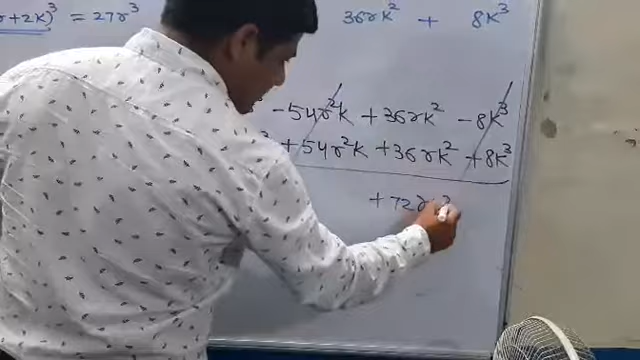 r+2K)³ = 27r³
36rK² + 8K³
-54r²K + 36rK² - 8K³
+54r²K + 36rK² + 8K³
+72r